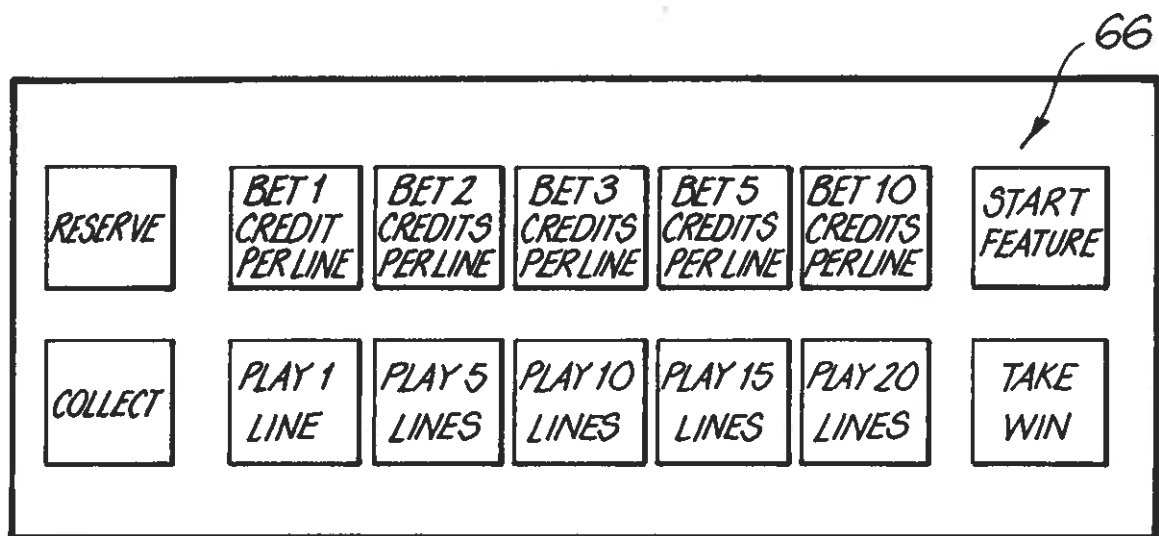 66
RESERVE
BET 1
CREDIT
PER LINE
BET 2
CREDITS
PER LINE
BET 3
CREDITS
PER LINE
BET 5
CREDITS
PER LINE
BET 10
CREDITS
PER LINE
START
FEATURE
COLLECT
PLAY 1
LINE
PLAY 5
LINES
PLAY 10
LINES
PLAY 15
LINES
PLAY 20
LINES
TAKE
WIN